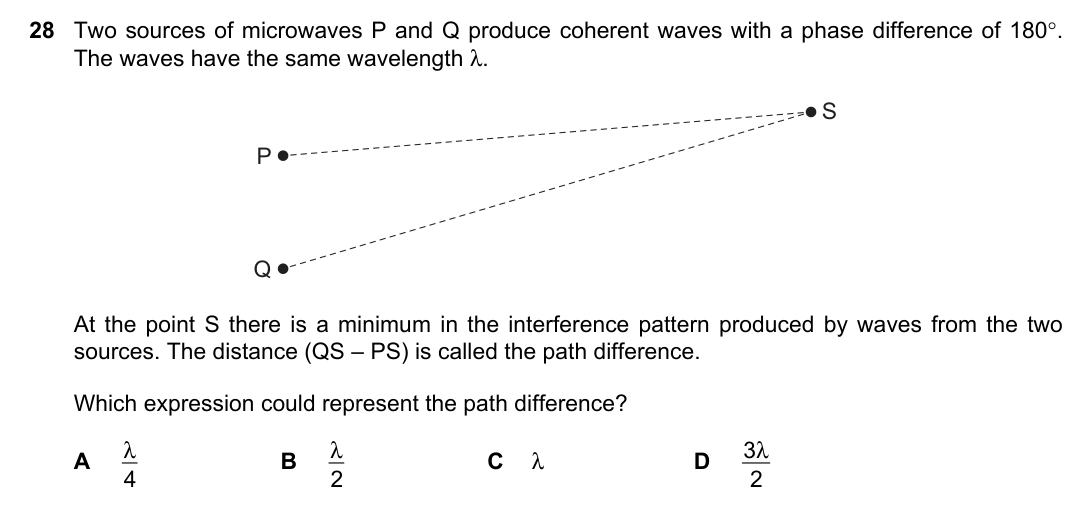 28 Two sources of microwaves P and Q produce coherent waves with a phase difference of 180°.
The waves have the same wavelength λ.
S
P
Q
At the point S there is a minimum in the interference pattern produced by waves from the two
sources. The distance (QS – PS) is called the path difference.
Which expression could represent the path difference?
A λ/4 B λ/2 C λ D 3λ/2